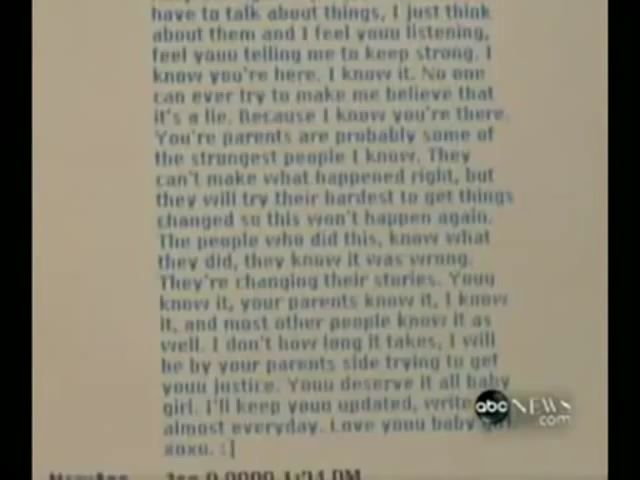 have to talk about things, I just think
about them and I feel youu listening,
feel youu telling me to keep strong. I
know you're here. I know it. No one
can ever try to make me believe that
it's a lie. Because I know you're there.
You're parents are probably some of
the strongest people I know. They
can't make what happened right, but
they will try their hardest to get things
changed so this won't happen again.
The people who did this, know what
they did, they know it was wrong.
They're changing their stories. Youu
know it, your parents know it, I know
it, and most other people know it as
well. I don't how long it takes, I will
be by your parents side trying to get
youu justice. Youu deserve it all baby
girl. I'll keep youu updated, write
almost everyday. Love youu baby
xoxo. :]
abc NEWS
.com